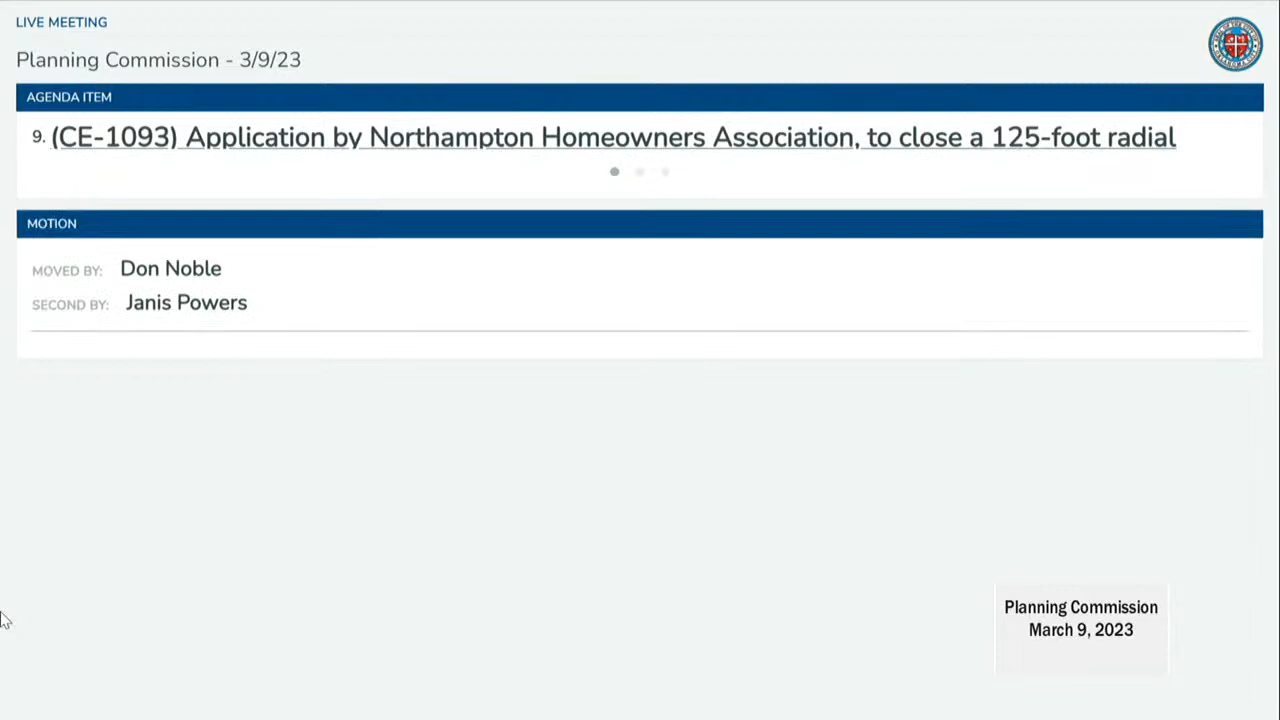 LIVE MEETING
Planning Commission - 3/9/23
AGENDA ITEM
9. (CE-1093) Application by Northampton Homeowners Association, to close a 125-foot radial
MOTION
MOVED BY: Don Noble
SECOND BY: Janis Powers
Planning Commission
March 9, 2023